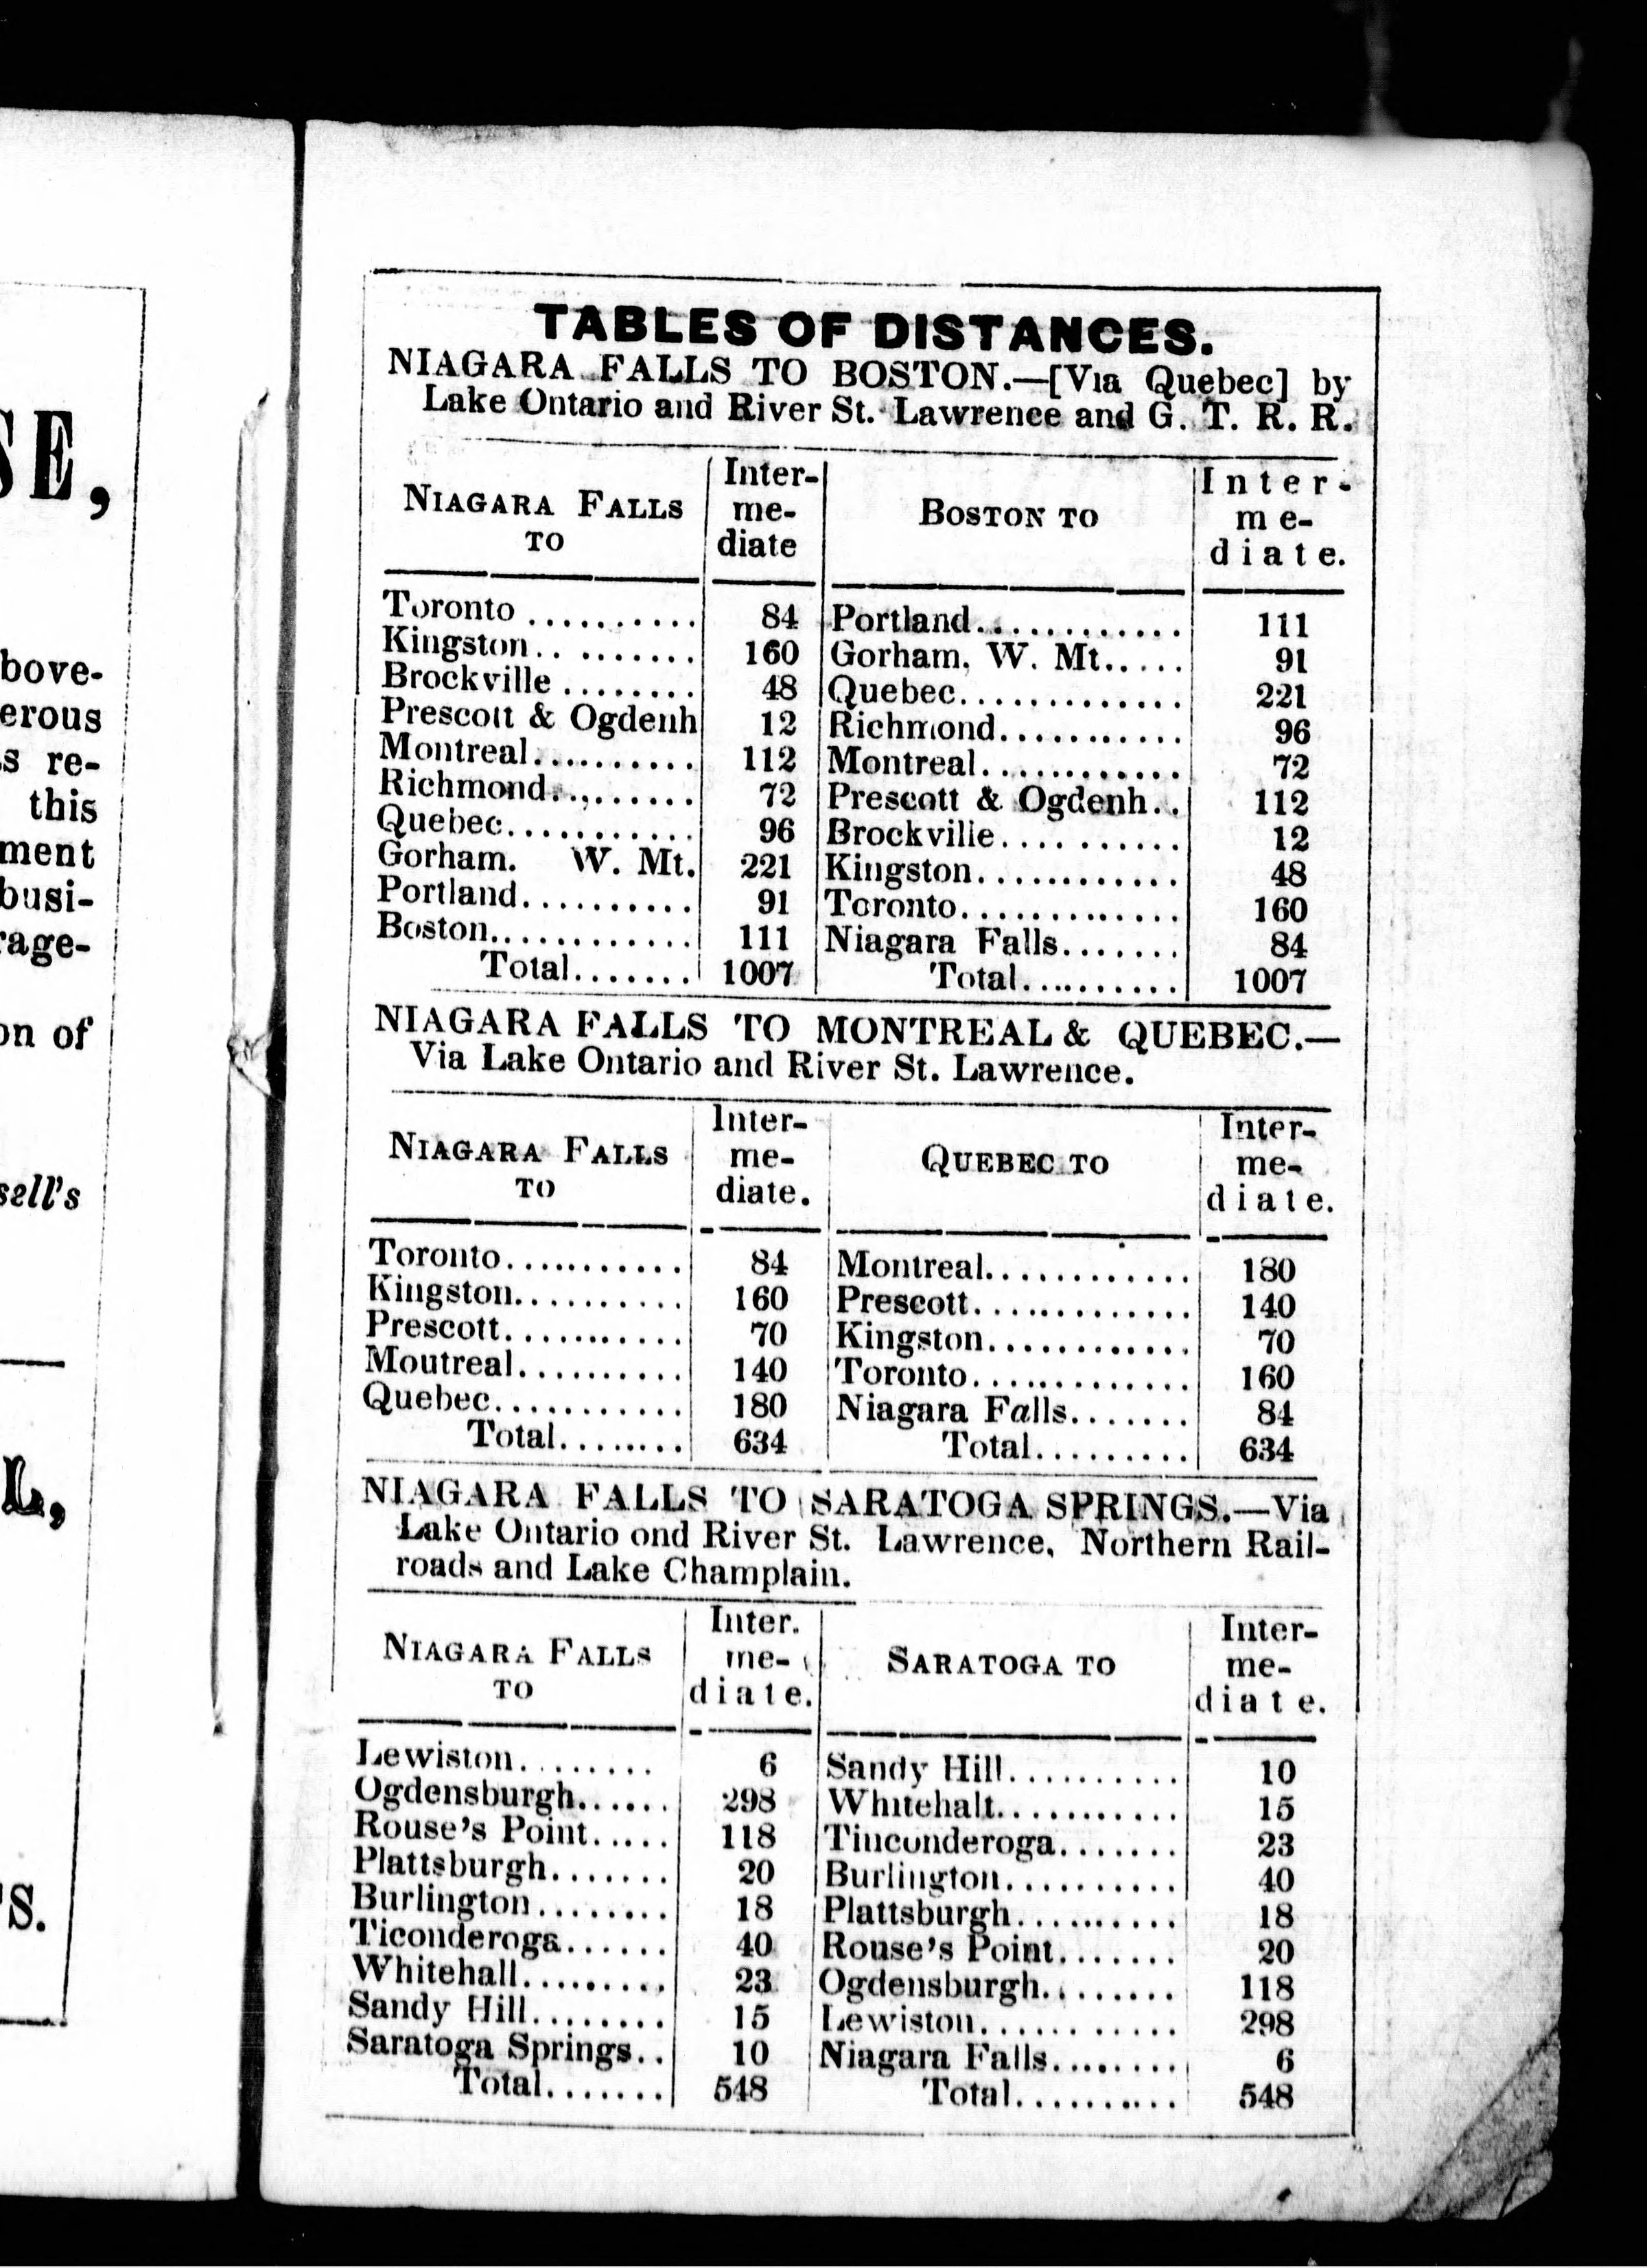 SE,
bove-
erous
s re-
this
ment
busi-
rage-
on of
sell's
L,
S.
TABLES OF DISTANCES.
NIAGARA FALLS TO BOSTON.—[Via Quebec] by
Lake Ontario and River St. Lawrence and G. T. R. R.
NIAGARA FALLS TO | Inter-me-diate | BOSTON TO | Inter-me-diate.
Toronto .......... 84 Portland............ 111
Kingston.. ........ 160 Gorham, W. Mt..... 91
Brockville ........ 48 Quebec.............. 221
Prescott & Ogdenh 12 Richmond........... 96
Montreal.......... 112 Montreal............ 72
Richmond.,....... 72 Prescott & Ogdenh.. 112
Quebec........... 96 Brockville.......... 12
Gorham. W. Mt. 221 Kingston............ 48
Portland.......... 91 Toronto............. 160
Boston............ 111 Niagara Falls....... 84
Total....... 1007 Total.......... 1007
NIAGARA FALLS TO MONTREAL & QUEBEC.—
Via Lake Ontario and River St. Lawrence.
NIAGARA FALLS TO | Inter-me-diate. | QUEBEC TO | Inter-me-diate.
Toronto........... 84 Montreal............ 180
Kingston.......... 160 Prescott............. 140
Prescott........... 70 Kingston............ 70
Moutreal.......... 140 Toronto............. 160
Quebec............ 180 Niagara Falls....... 84
Total........ 634 Total......... 634
NIAGARA FALLS TO SARATOGA SPRINGS.—Via
Lake Ontario ond River St. Lawrence, Northern Rail-
roads and Lake Champlain.
NIAGARA FALLS TO | Inter.me-diate. | SARATOGA TO | Inter-me-diate.
Lewiston........ 6 Sandy Hill.......... 10
Ogdensburgh...... 298 Whitehalt........... 15
Rouse's Point..... 118 Tinconderoga....... 23
Plattsburgh....... 20 Burlington.......... 40
Burlington........ 18 Plattsburgh.......... 18
Ticonderoga...... 40 Rouse's Point....... 20
Whitehall......... 23 Ogdensburgh........ 118
Sandy Hill........ 15 Lewiston............ 298
Saratoga Springs.. 10 Niagara Falls........ 6
Total....... 548 Total.......... 548